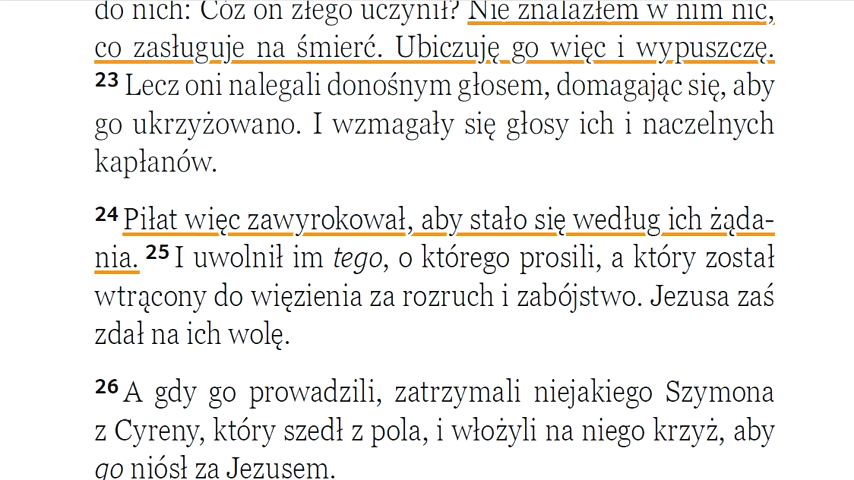 do nich: Cóż on złego uczynił? Nie znalazłem w nim nic,
co zasługuje na śmierć. Ubiczuję go więc i wypuszczę.
23 Lecz oni nalegali donośnym głosem, domagając się, aby
go ukrzyżowano. I wzmagały się głosy ich i naczelnych
kapłanów.
24 Piłat więc zawyrokował, aby stało się według ich żąda-
nia. 25 I uwolnił im tego, o którego prosili, a który został
wtrącony do więzienia za rozruch i zabójstwo. Jezusa zaś
zdał na ich wolę.
26 A gdy go prowadzili, zatrzymali niejakiego Szymona
z Cyreny, który szedł z pola, i włożyli na niego krzyż, aby
go niósł za Jezusem.